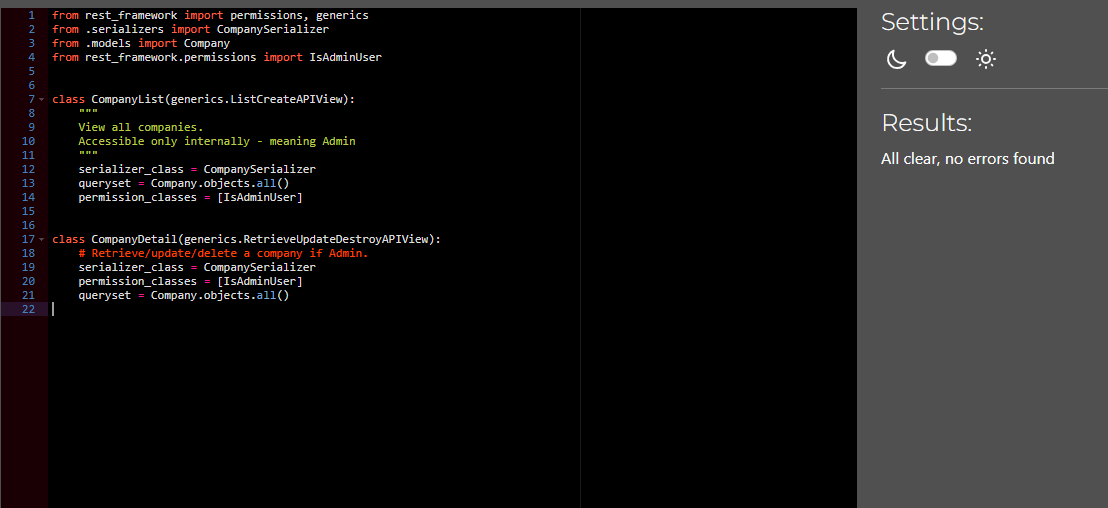 1 from rest_framework import permissions, generics
2 from .serializers import CompanySerializer
3 from .models import Company
4 from rest_framework.permissions import IsAdminUser
5
6
7 class CompanyList(generics.ListCreateAPIView):
8     """
9     View all companies.
10     Accessible only internally - meaning Admin
11     """
12     serializer_class = CompanySerializer
13     queryset = Company.objects.all()
14     permission_classes = [IsAdminUser]
15
16
17 class CompanyDetail(generics.RetrieveUpdateDestroyAPIView):
18     # Retrieve/update/delete a company if Admin.
19     serializer_class = CompanySerializer
20     permission_classes = [IsAdminUser]
21     queryset = Company.objects.all()
22
Settings:
Results:
All clear, no errors found